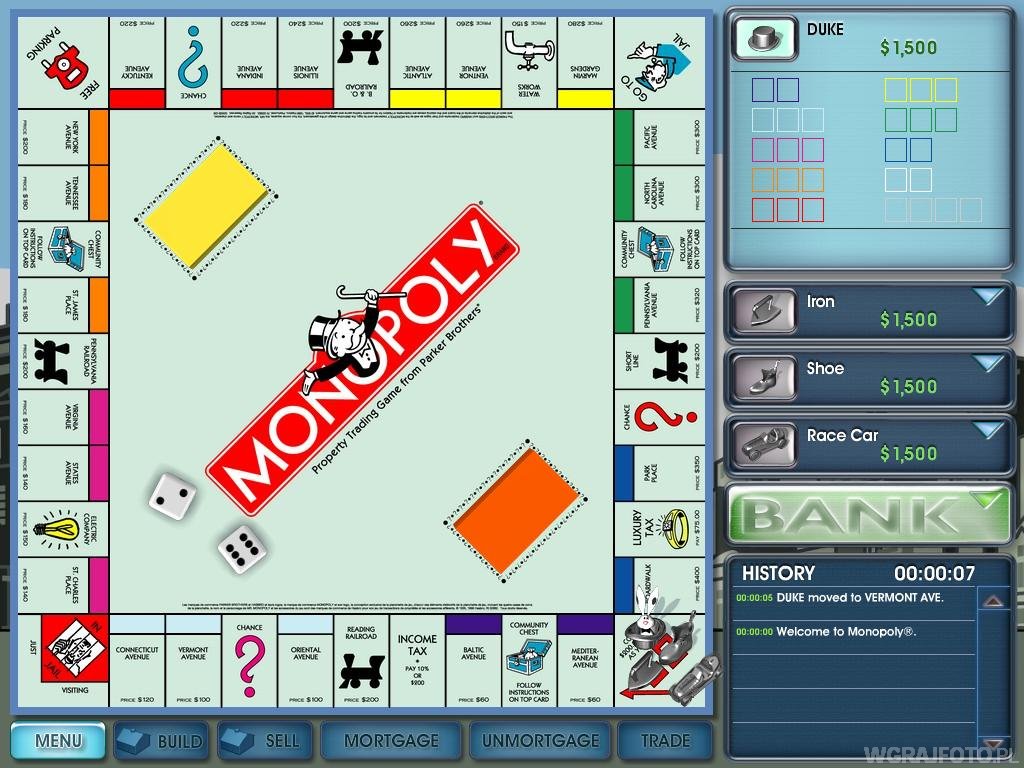 PRICE $220
KENTUCKY
AVENUE
CHANCE
PRICE $220
INDIANA
AVENUE
PRICE $240
ILLINOIS
AVENUE
PRICE $200
B. & O.
RAILROAD
PRICE $260
ATLANTIC
AVENUE
PRICE $260
VENTNOR
AVENUE
PRICE $150
WATER
WORKS
PRICE $280
MARVIN
GARDENS
FREE
PARKING
GO TO
JAIL
NEW YORK
AVENUE
PRICE $200
TENNESSEE
AVENUE
PRICE $180
COMMUNITY
CHEST
FOLLOW
INSTRUCTIONS
ON TOP CARD
ST. JAMES
PLACE
PRICE $180
PENNSYLVANIA
RAILROAD
PRICE $200
VIRGINIA
AVENUE
PRICE $160
STATES
AVENUE
PRICE $140
ELECTRIC
COMPANY
PRICE $150
ST. CHARLES
PLACE
PRICE $140
PACIFIC
AVENUE
PRICE $300
NORTH
CAROLINA
AVENUE
PRICE $300
COMMUNITY
CHEST
FOLLOW
INSTRUCTIONS
ON TOP CARD
PENNSYLVANIA
AVENUE
PRICE $320
SHORT
LINE
PRICE $200
CHANCE
PARK
PLACE
PRICE $350
LUXURY
TAX
PAY $75.00
PRICE $400
MONOPOLY
Property Trading Game from Parker Brothers®
IN
JAIL
JUST
VISITING
CONNECTICUT
AVENUE
PRICE $120
VERMONT
AVENUE
PRICE $100
CHANCE
ORIENTAL
AVENUE
PRICE $100
READING
RAILROAD
PRICE $200
INCOME
TAX
PAY 10%
OR
$200
BALTIC
AVENUE
PRICE $60
COMMUNITY
CHEST
FOLLOW
INSTRUCTIONS
ON TOP CARD
MEDITER-
RANEAN
AVENUE
PRICE $60
MENU
BUILD
SELL
MORTGAGE
UNMORTGAGE
TRADE
DUKE
$1,500
Iron
$1,500
Shoe
$1,500
Race Car
$1,500
BANK
HISTORY 00:00:07
00:00:05 DUKE moved to VERMONT AVE.
00:00:00 Welcome to Monopoly®.
WGRAJFOTO.PL